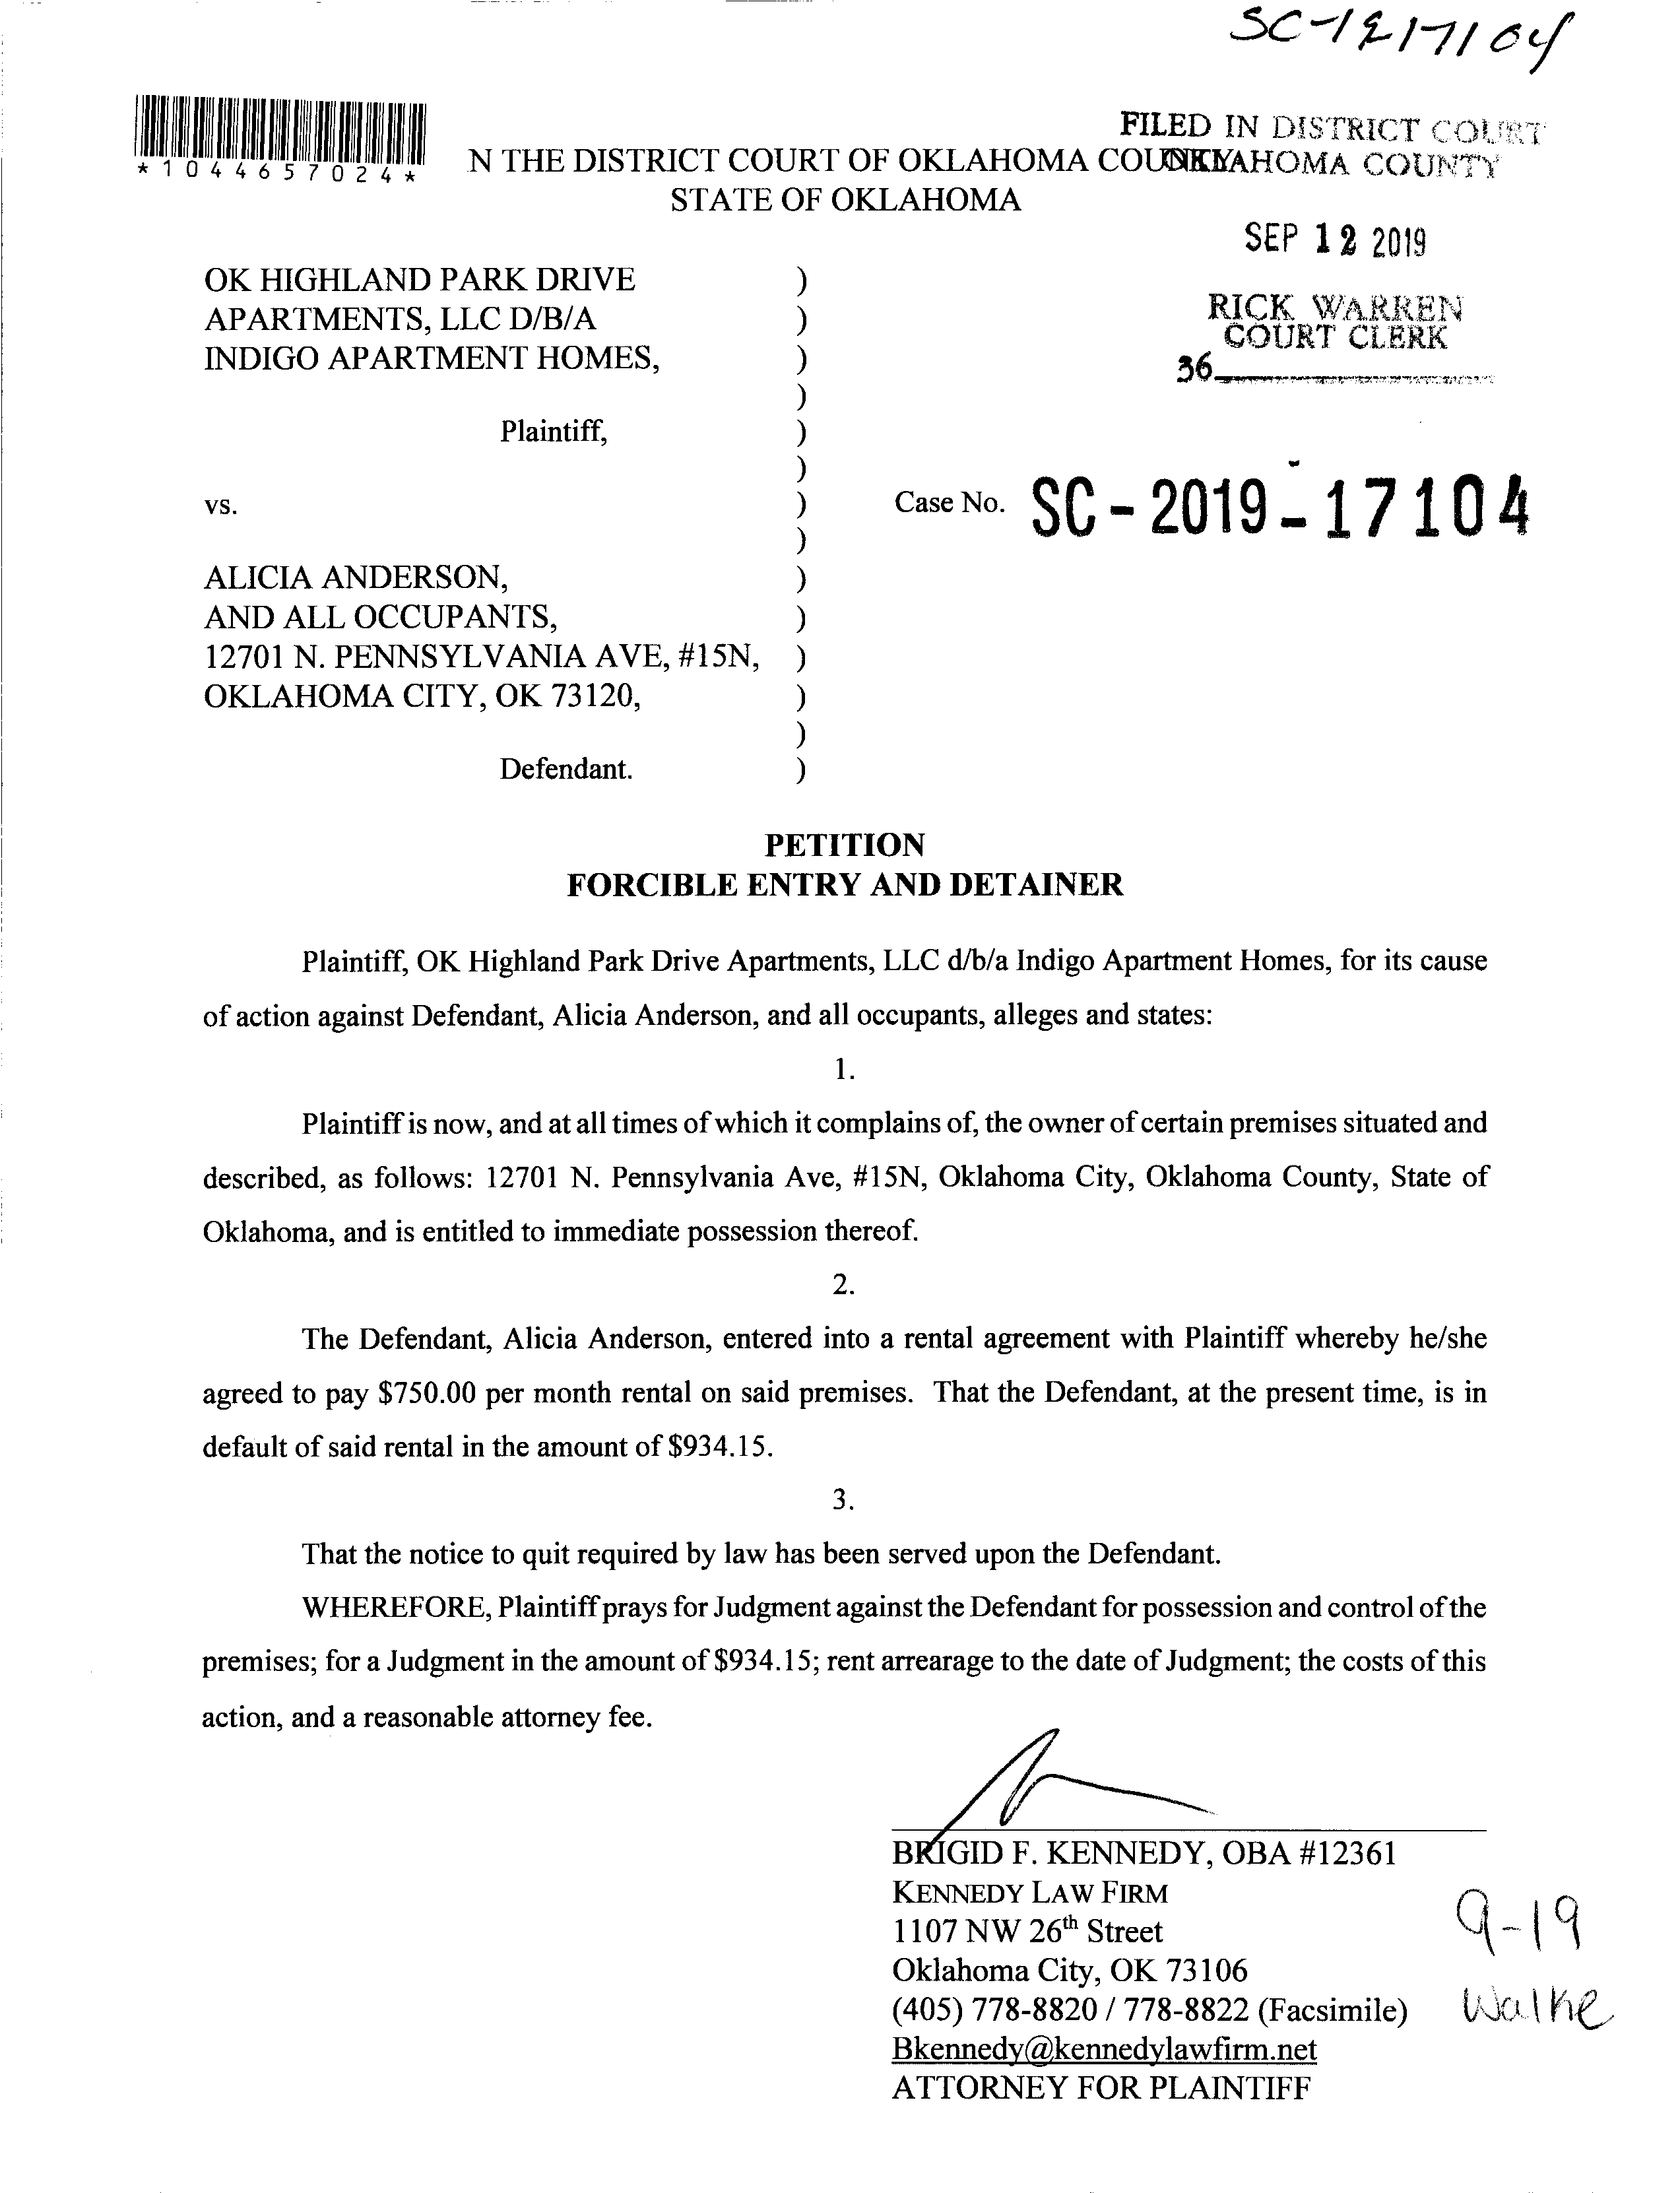 *1044657024*
FILED IN DISTRICT COURT
OKLAHOMA COUNTY
N THE DISTRICT COURT OF OKLAHOMA COUNTY
STATE OF OKLAHOMA
SEP 12 2019
RICK WARREN
COURT CLERK
36
OK HIGHLAND PARK DRIVE )
APARTMENTS, LLC D/B/A )
INDIGO APARTMENT HOMES, )
)
Plaintiff, )
)
vs. ) Case No. SC-2019-17104
)
ALICIA ANDERSON, )
AND ALL OCCUPANTS, )
12701 N. PENNSYLVANIA AVE, #15N, )
OKLAHOMA CITY, OK 73120, )
)
Defendant. )
PETITION
FORCIBLE ENTRY AND DETAINER
Plaintiff, OK Highland Park Drive Apartments, LLC d/b/a Indigo Apartment Homes, for its cause
of action against Defendant, Alicia Anderson, and all occupants, alleges and states:
1.
Plaintiff is now, and at all times of which it complains of, the owner of certain premises situated and
described, as follows: 12701 N. Pennsylvania Ave, #15N, Oklahoma City, Oklahoma County, State of
Oklahoma, and is entitled to immediate possession thereof.
2.
The Defendant, Alicia Anderson, entered into a rental agreement with Plaintiff whereby he/she
agreed to pay $750.00 per month rental on said premises. That the Defendant, at the present time, is in
default of said rental in the amount of $934.15.
3.
That the notice to quit required by law has been served upon the Defendant.
WHEREFORE, Plaintiff prays for Judgment against the Defendant for possession and control of the
premises; for a Judgment in the amount of $934.15; rent arrearage to the date of Judgment; the costs of this
action, and a reasonable attorney fee.
BRIGID F. KENNEDY, OBA #12361
KENNEDY LAW FIRM
1107 NW 26th Street
Oklahoma City, OK 73106
(405) 778-8820 / 778-8822 (Facsimile)
Bkennedy@kennedylawfirm.net
ATTORNEY FOR PLAINTIFF
9-19
Walke